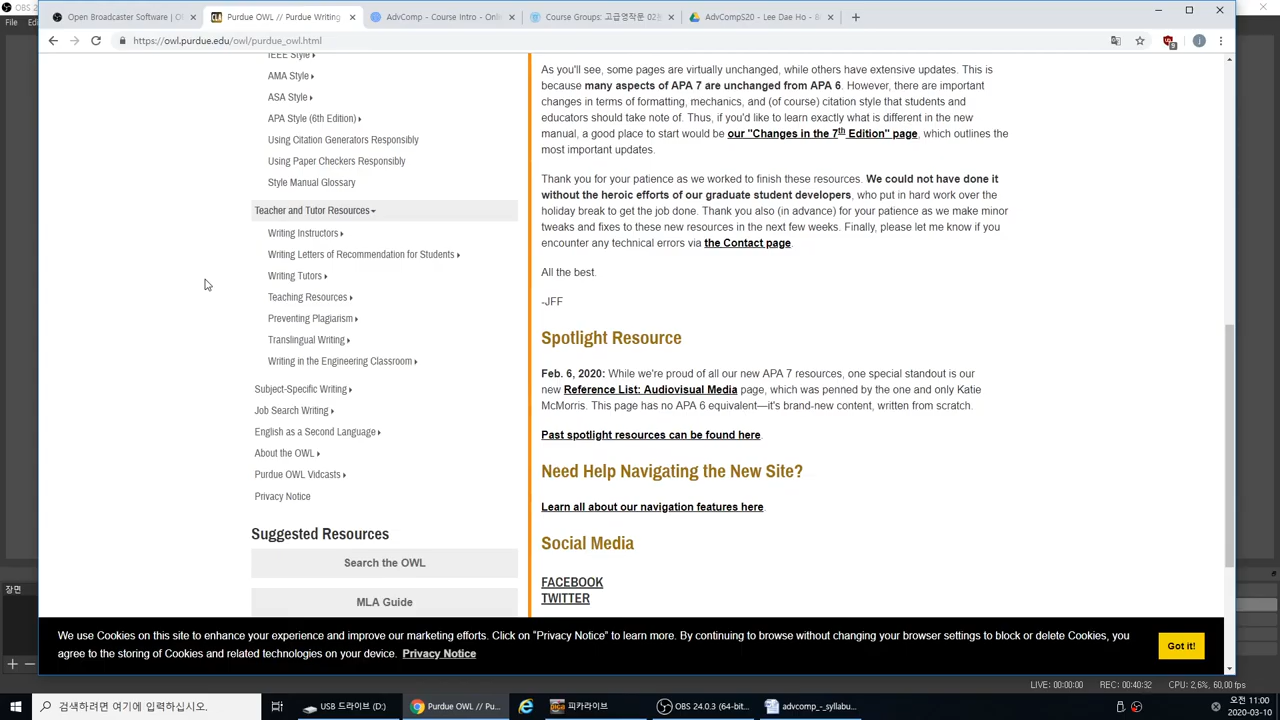 OBS
File
Open Broadcaster Software | O
Purdue OWL // Purdue Writing
AdvComp - Course Intro - Onli
Course Groups: 고급영작문 02분
AdvCompS20 - Lee Dae Ho - 8
https://owl.purdue.edu/owl/purdue_owl.html
IEEE Style
AMA Style
ASA Style
APA Style (6th Edition)
Using Citation Generators Responsibly
Using Paper Checkers Responsibly
Style Manual Glossary
Teacher and Tutor Resources
Writing Instructors
Writing Letters of Recommendation for Students
Writing Tutors
Teaching Resources
Preventing Plagiarism
Translingual Writing
Writing in the Engineering Classroom
Subject-Specific Writing
Job Search Writing
English as a Second Language
About the OWL
Purdue OWL Vidcasts
Privacy Notice
Suggested Resources
Search the OWL
MLA Guide
As you'll see, some pages are virtually unchanged, while others have extensive updates. This is
because many aspects of APA 7 are unchanged from APA 6. However, there are important
changes in terms of formatting, mechanics, and (of course) citation style that students and
educators should take note of. Thus, if you'd like to learn exactly what is different in the new
manual, a good place to start would be our "Changes in the 7th Edition" page, which outlines the
most important updates.
Thank you for your patience as we worked to finish these resources. We could not have done it
without the heroic efforts of our graduate student developers, who put in hard work over the
holiday break to get the job done. Thank you also (in advance) for your patience as we make minor
tweaks and fixes to these new resources in the next few weeks. Finally, please let me know if you
encounter any technical errors via the Contact page.
All the best.
-JFF
Spotlight Resource
Feb. 6, 2020: While we're proud of all our new APA 7 resources, one special standout is our
new Reference List: Audiovisual Media page, which was penned by the one and only Katie
McMorris. This page has no APA 6 equivalent—it's brand-new content, written from scratch.
Past spotlight resources can be found here.
Need Help Navigating the New Site?
Learn all about our navigation features here.
Social Media
FACEBOOK
TWITTER
장면
We use Cookies on this site to enhance your experience and improve our marketing efforts. Click on "Privacy Notice" to learn more. By continuing to browse without changing your browser settings to block or delete Cookies, you
agree to the storing of Cookies and related technologies on your device. Privacy Notice
Got it!
LIVE: 00:00:00
REC: 00:40:32
CPU: 2,6%, 60,00 fps
검색하려면 여기에 입력하십시오.
USB 드라이브 (D:)
Purdue OWL // Pu...
피카라이브
OBS 24.0.3 (64-bit...
advcomp_-_syllabu...
오전 11:00
2020-03-10